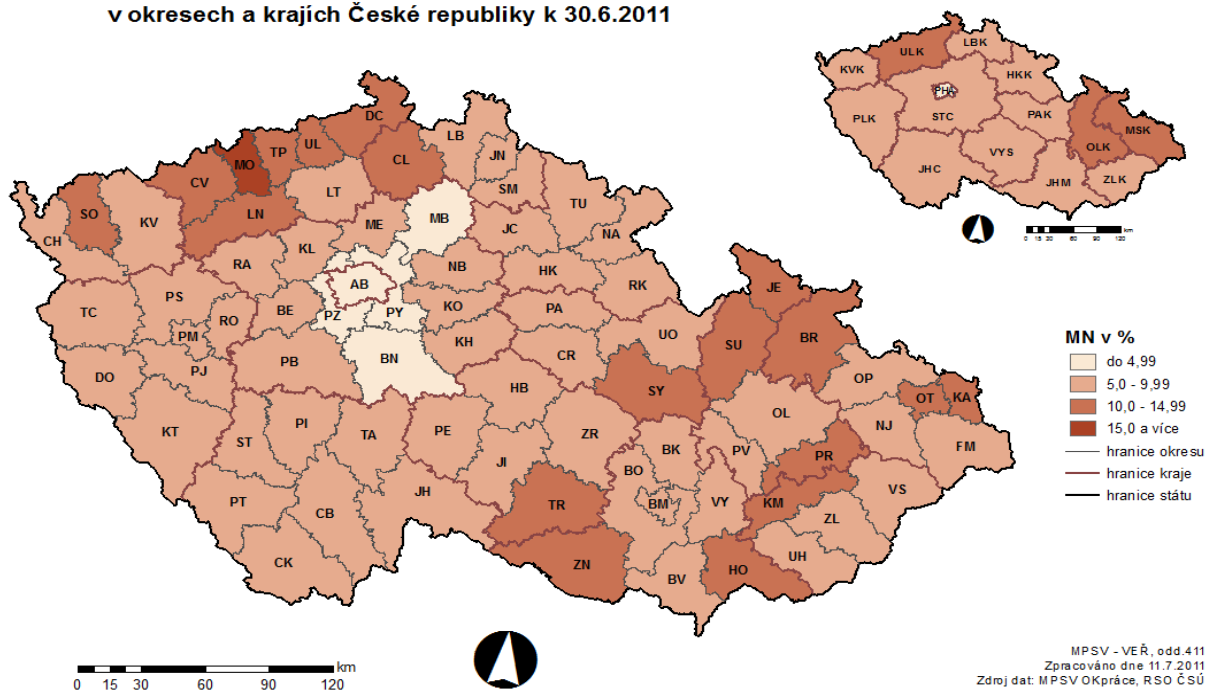 v okresech a krajích České republiky k 30.6.2011
ULK
LBK
KVK
HKK
PHA
STC
PAK
PLK
MSK
OLK
VYS
JHC
JHM
ZLK
km
0 15 30 60 90 120
DC
UL
TP
MO
LB
JN
CL
CV
SM
LT
SO
KV
LN
MB
TU
ME
JC
CH
NA
KL
RA
NB
HK
AB
RK
JE
PS
TC
RO
BE
PZ
PY
KO
PA
UO
SU
BR
PM
KH
PJ
PB
BN
CR
DO
OP
HB
SY
OT
KA
OL
KT
ST
PI
TA
PE
ZR
NJ
FM
BK
PV
PR
JI
BO
VS
JH
PT
CB
TR
BM
VY
KM
ZL
CK
ZN
UH
HO
BV
MN v %
do 4,99
5,0 - 9,99
10,0 - 14,99
15,0 a více
hranice okresu
hranice kraje
hranice státu
km
0 15 30 60 90 120
MPSV - VEŘ, odd.411
Zpracováno dne 11.7.2011
Zdroj dat: MPSV OKpráce, RSO ČSÚ